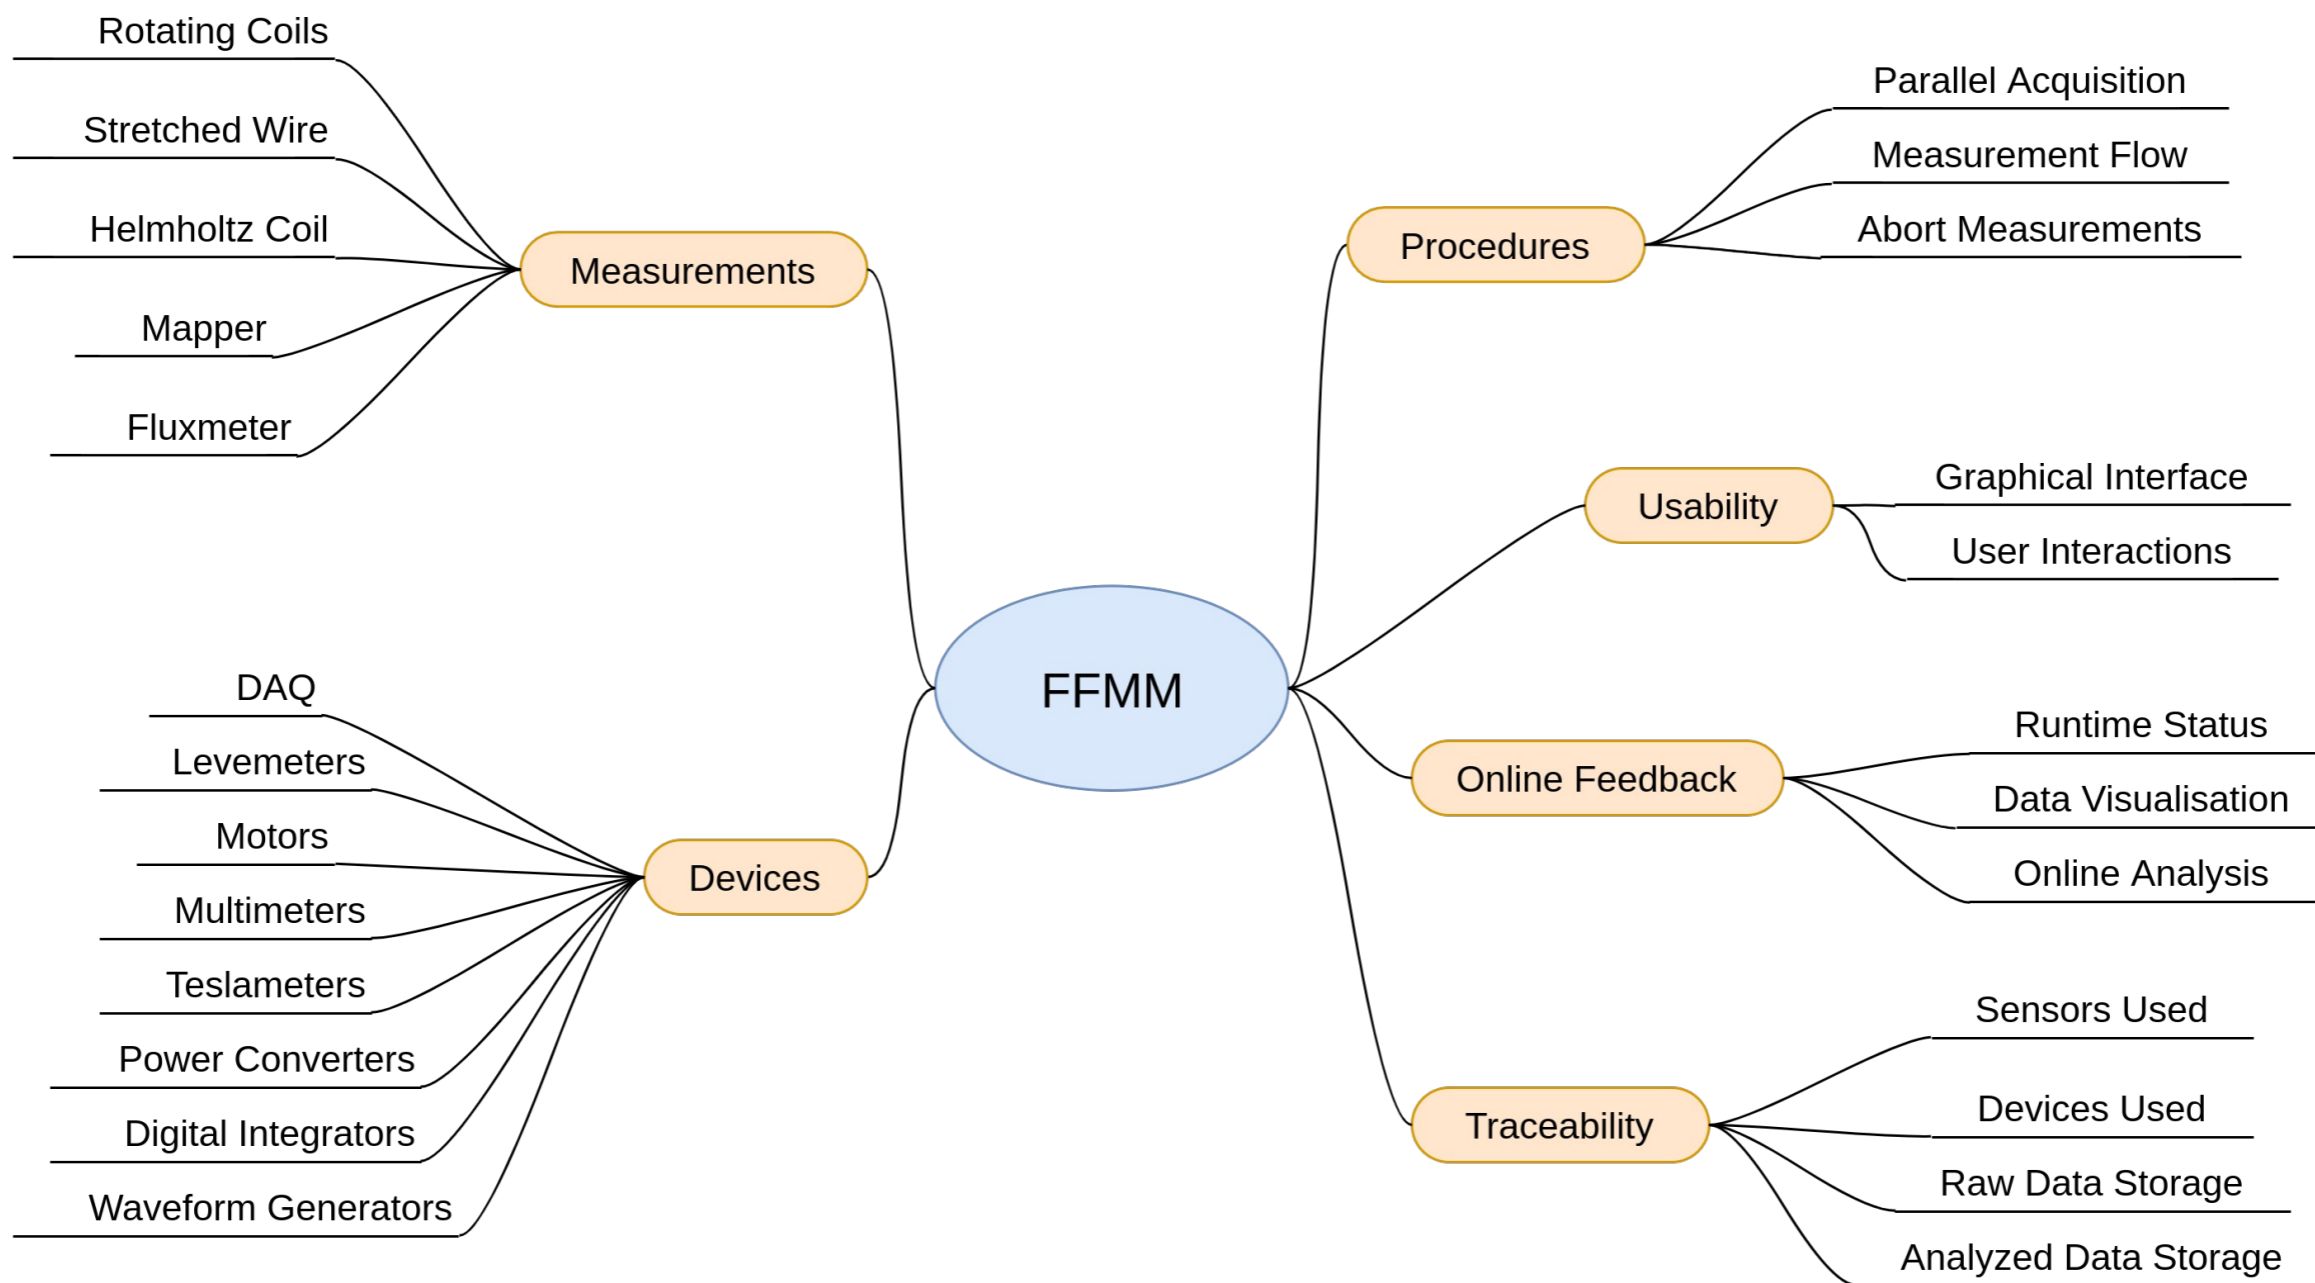 Rotating Coils
Stretched Wire
Helmholtz Coil
Mapper
Fluxmeter
Measurements
DAQ
Levemeters
Motors
Multimeters
Teslameters
Power Converters
Digital Integrators
Waveform Generators
Devices
FFMM
Procedures
Parallel Acquisition
Measurement Flow
Abort Measurements
Usability
Graphical Interface
User Interactions
Online Feedback
Runtime Status
Data Visualisation
Online Analysis
Traceability
Sensors Used
Devices Used
Raw Data Storage
Analyzed Data Storage